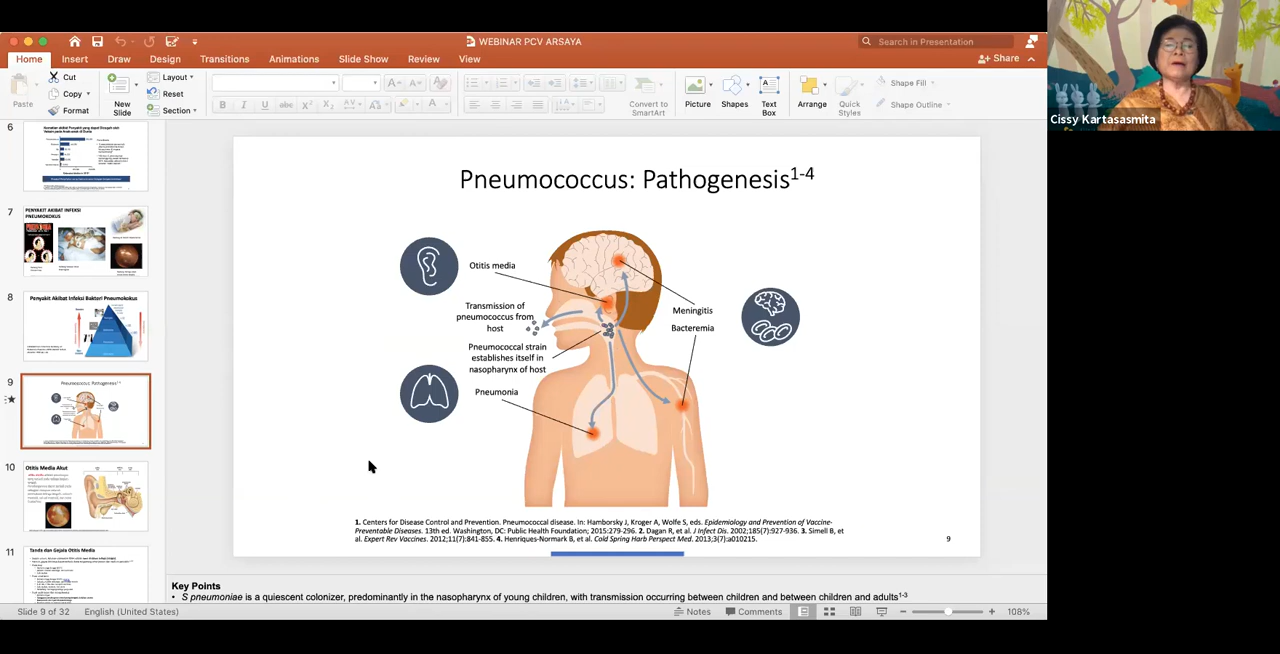 WEBINAR PCV ARSAYA
Search in Presentation
Home Insert Draw Design Transitions Animations Slide Show Review View
Share
Paste
Cut
Copy
Format
New
Slide
Layout
Reset
Section
B I U abc X² X₂ AV Aa A
Convert to
SmartArt
Picture
Shapes
Text
Box
Arrange
Quick
Styles
Shape Fill
Shape Outline
Cissy Kartasasmita
6
7
PENYAKIT AKIBAT INFEKSI
PNEUMOKOKUS
8
Penyakit Akibat Infeksi Bakteri Pneumokokus
9
Pneumococcus: Pathogenesis
10
Otitis Media Akut
11
Tanda dan Gejala Otitis Media
Pneumococcus: Pathogenesis1-4
Otitis media
Transmission of
pneumococcus from
host
Pneumococcal strain
establishes itself in
nasopharynx of host
Pneumonia
Meningitis
Bacteremia
1. Centers for Disease Control and Prevention. Pneumococcal disease. In: Hamborsky J, Kroger A, Wolfe S, eds. Epidemiology and Prevention of Vaccine-
Preventable Diseases. 13th ed. Washington, DC: Public Health Foundation; 2015:279-296. 2. Dagan R, et al. J Infect Dis. 2002;185(7):927-936. 3. Simell B, et
al. Expert Rev Vaccines. 2012;11(7):841-855. 4. Henriques-Normark B, et al. Cold Spring Harb Perspect Med. 2013;3(7):a010215.
9
Key Points
• S pneumoniae is a quiescent colonizer, predominantly in the nasopharynx of young children, with transmission occurring between children and between children and adults1-3
Slide 9 of 32 English (United States)
Notes Comments 108%